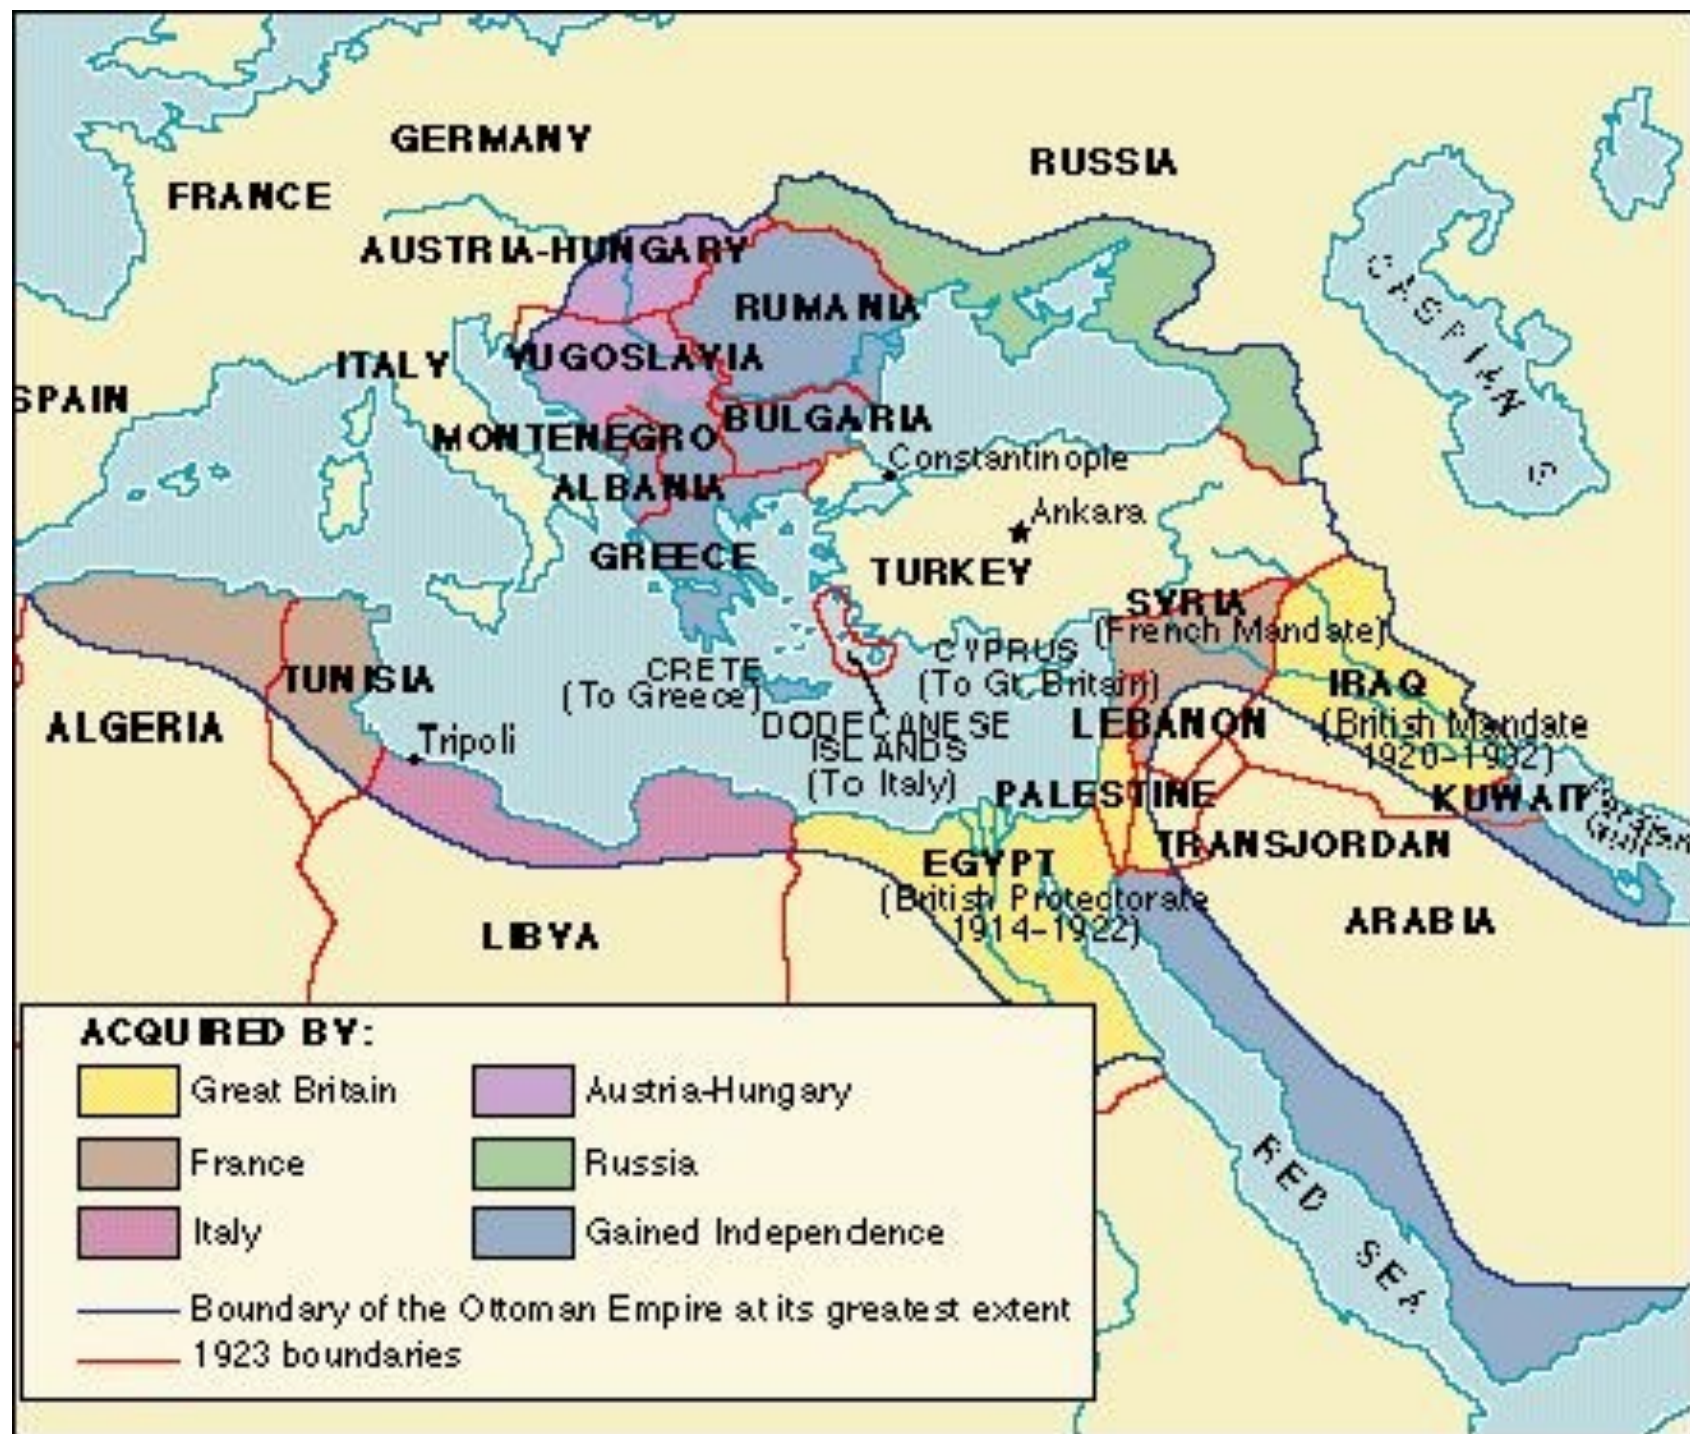 GERMANY
RUSSIA
FRANCE
AUSTRIA-HUNGARY
CASPIAN
RUMANIA
ITALY
YUGOSLAVIA
SPAIN
MONTENEGRO
BULGARIA
Constantinople
ALBANIA
Ankara
GREECE
TURKEY
SYRIA
(French Mandate)
CRETE
(To Greece)
CYPRUS
(To Gt. Britain)
TUNISIA
IRAQ
(British Mandate
1920-1932)
ALGERIA
Tripoli
DODECANESE
ISLANDS
(To Italy)
LEBANON
PALESTINE
KUWAIT
Persian
Gulf
TRANSJORDAN
EGYPT
(British Protectorate
1914-1922)
LIBYA
ARABIA
RED SEA
ACQUIRED BY:
Great Britain
Austria-Hungary
France
Russia
Italy
Gained Independence
Boundary of the Ottoman Empire at its greatest extent
1923 boundaries